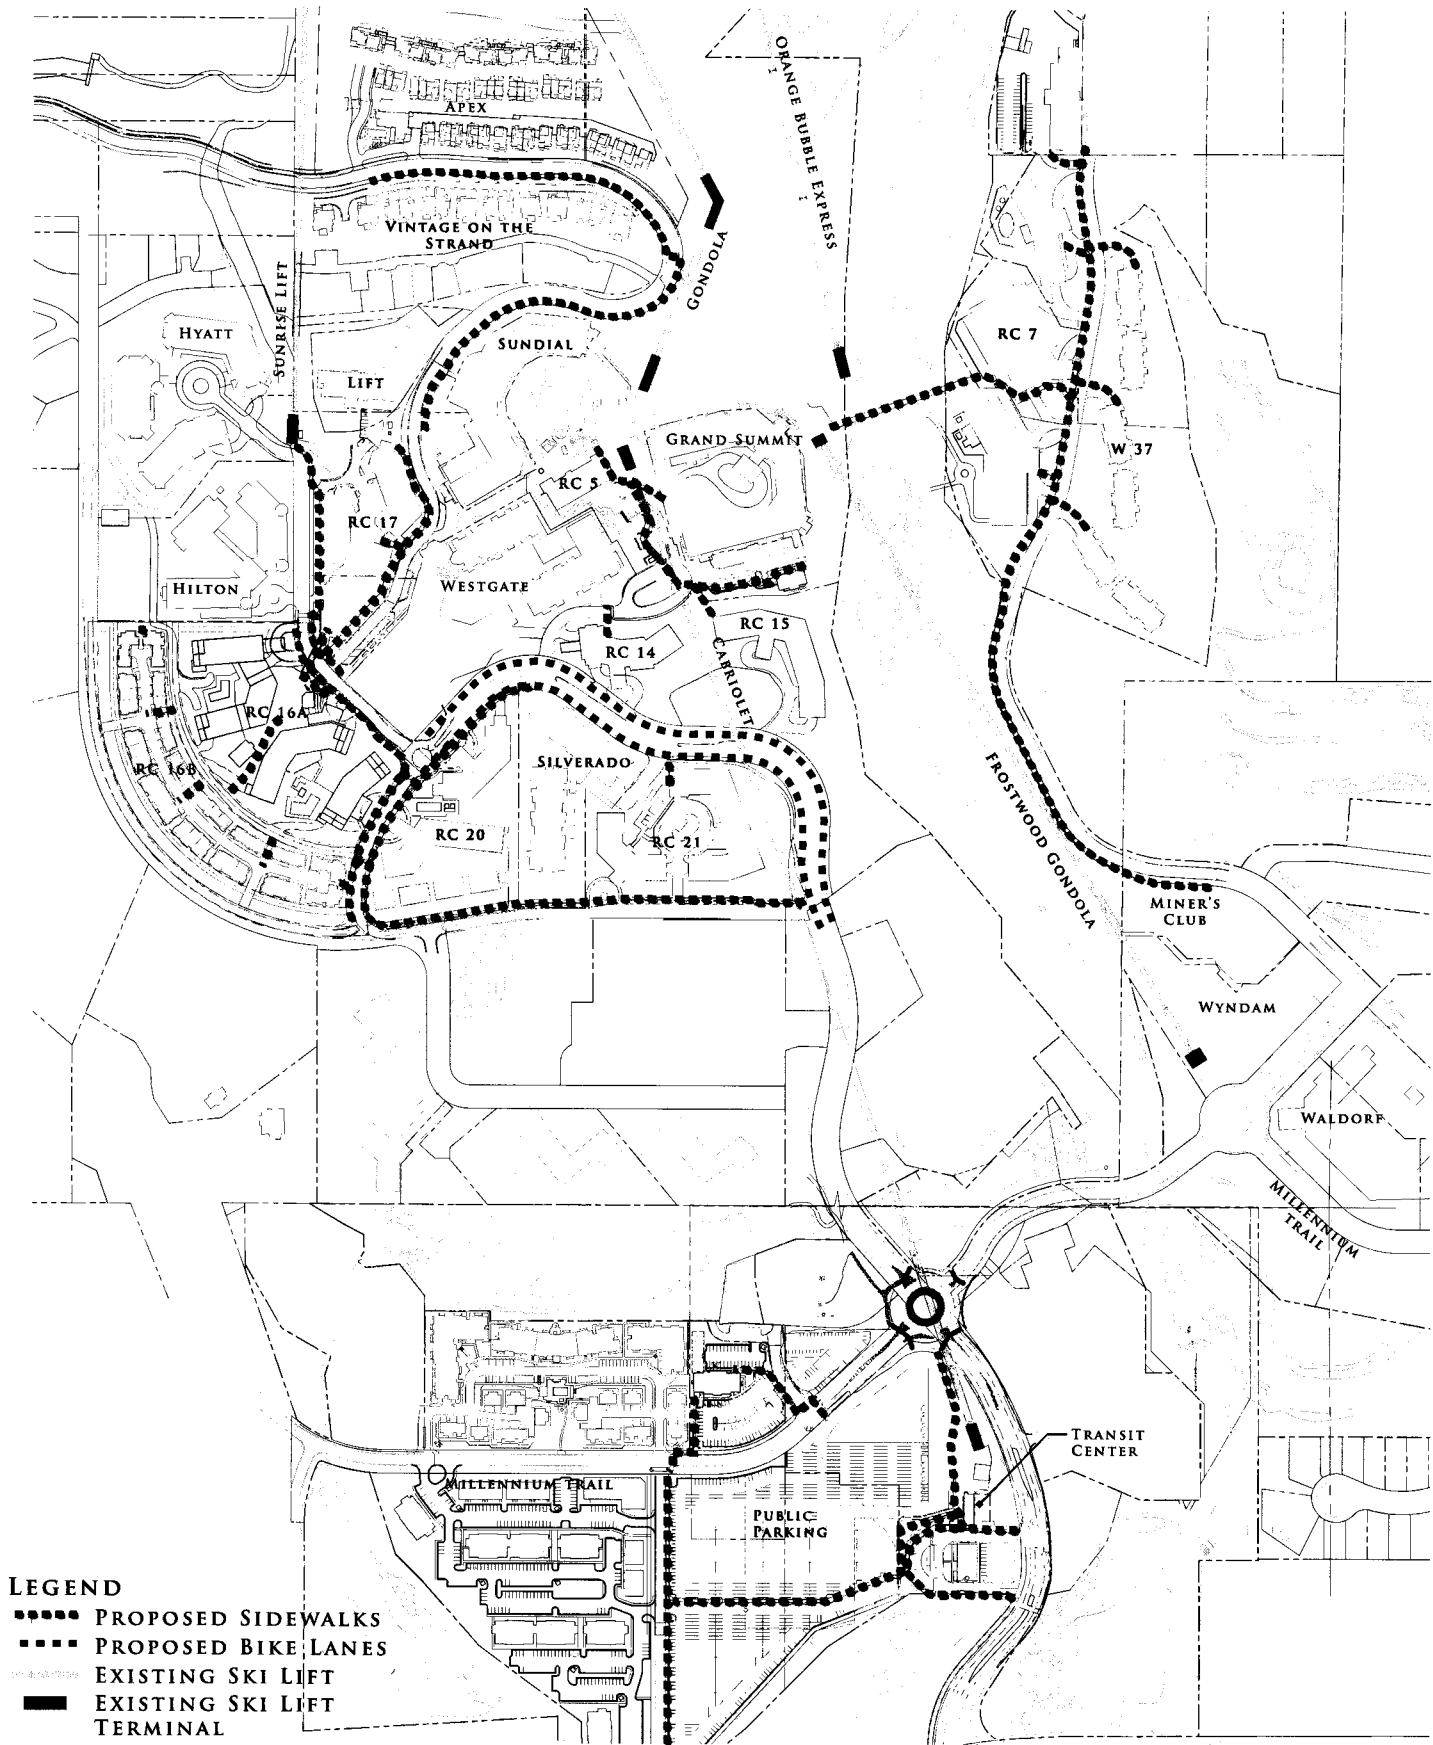 ORANGE BUBBLE EXPRESS
APEX
VINTAGE ON THE
STRAND
GONDOLA
SUNRISE LIFT
HYATT
SUNDIAL
RC 7
LIFT
GRAND SUMMIT
W 37
RC 5
RC 17
WESTGATE
HILTON
RC 15
RC 14
CABRIOLET
RC 16A
RC 16B
SILVERADO
FROSTWOOD GONDOLA
RC 20
RC 21
MINER'S
CLUB
WYNDAM
WALDORF
MILLENNIUM
TRAIL
TRANSIT
CENTER
MILLENNIUM TRAIL
PUBLIC
PARKING
LEGEND
PROPOSED SIDEWALKS
PROPOSED BIKE LANES
EXISTING SKI LIFT
EXISTING SKI LIFT
TERMINAL